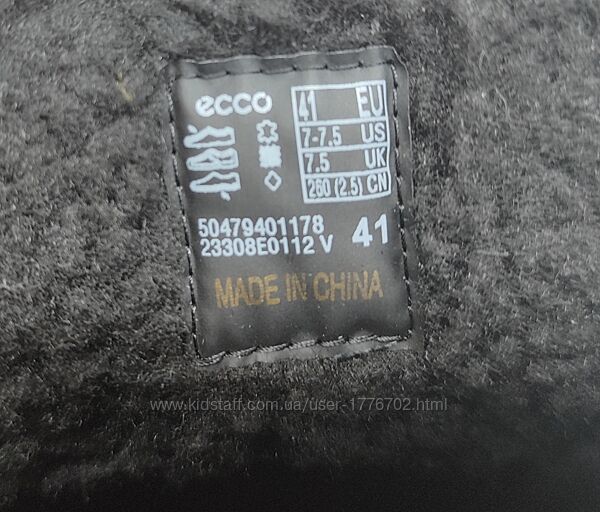 ecco
41 EU
7-7.5 US
7.5 UK
260 (2.5) CN
50479401178
23308E0112 V 41
MADE IN CHINA
www.kidstaff.com.ua/user-1776702.html